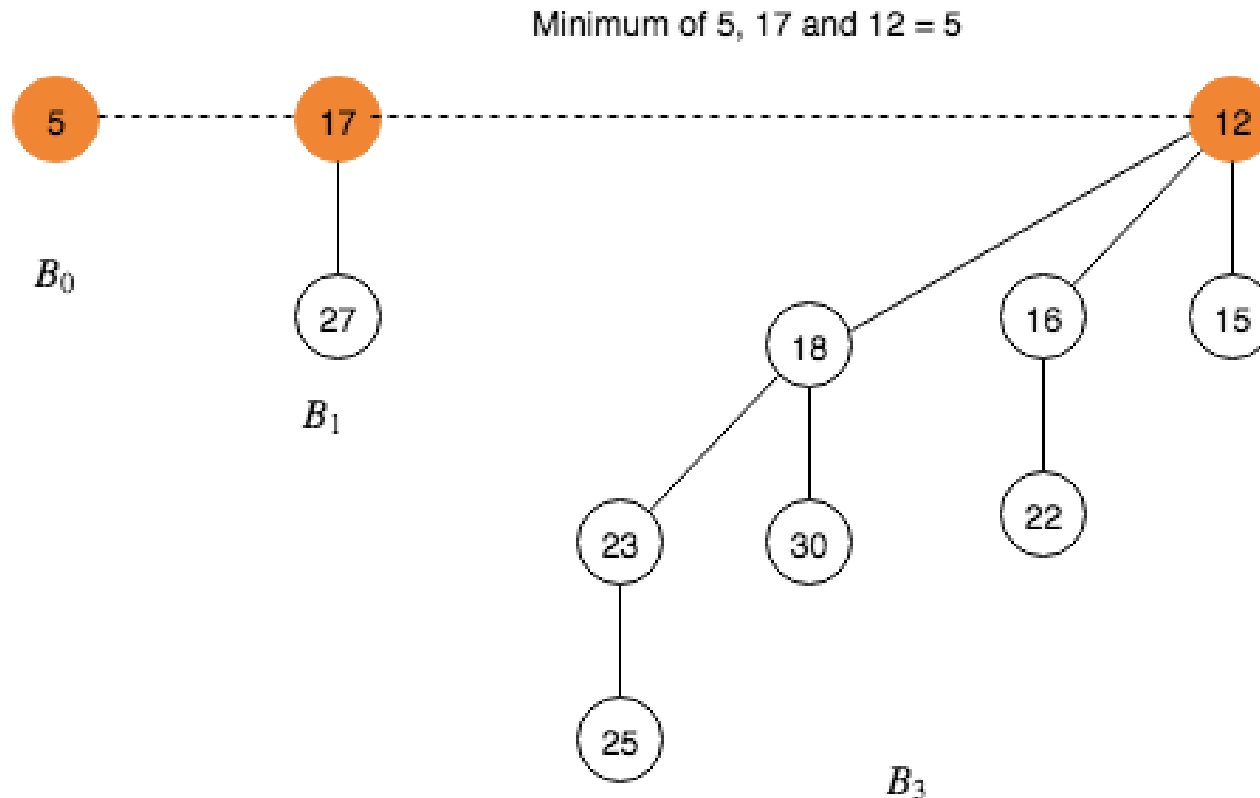 Minimum of 5, 17 and 12 = 5
5 17 12
B₀
27 18 16 15
B₁
23 30 22
25
B₃